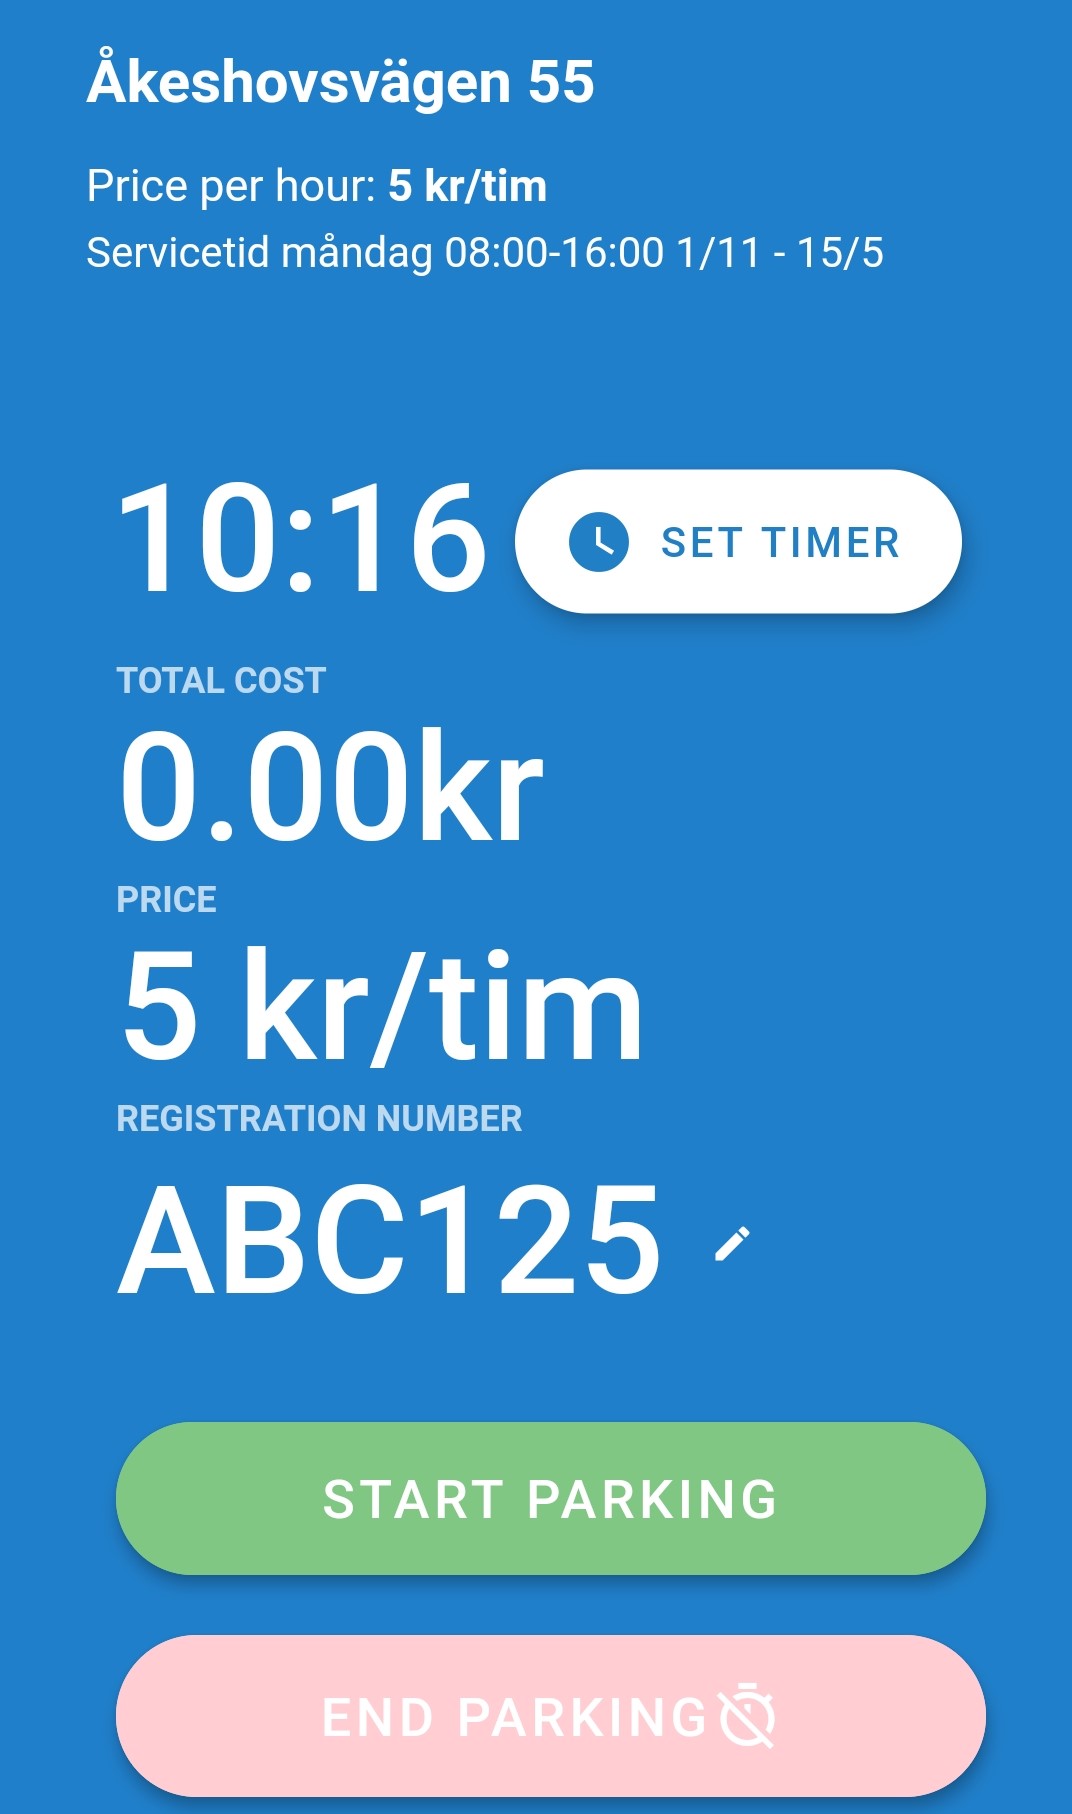 Åkeshovsvägen 55
Price per hour: 5 kr/tim
Servicetid måndag 08:00-16:00 1/11 - 15/5
10:16 SET TIMER
TOTAL COST
0.00kr
PRICE
5 kr/tim
REGISTRATION NUMBER
ABC125
START PARKING
END PARKING